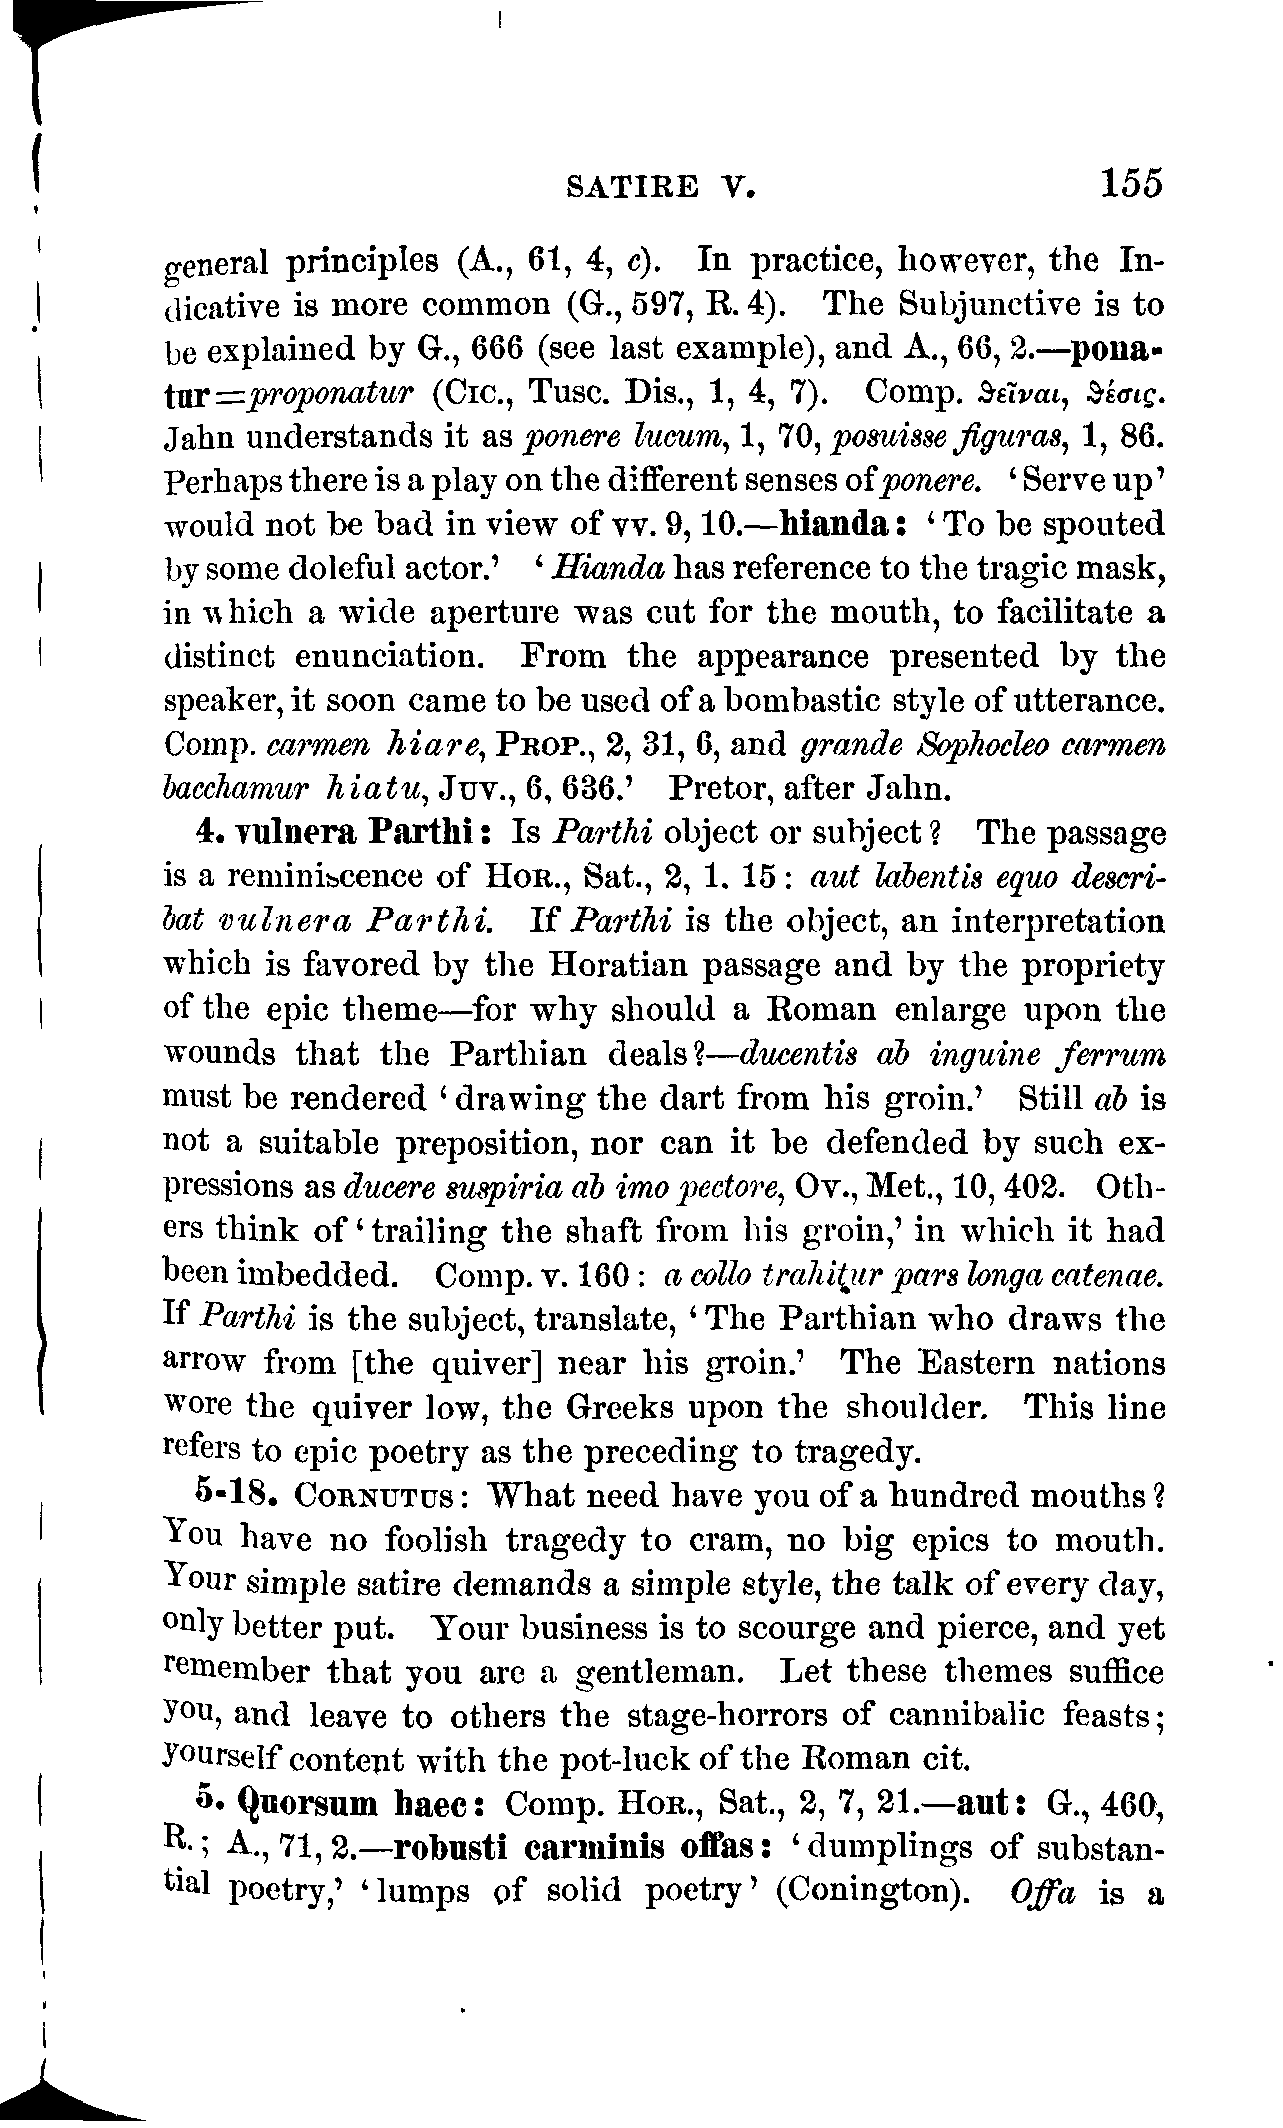 SATIRE V. 155
general principles (A., 61, 4, c). In practice, however, the In-
dicative is more common (G., 597, R. 4). The Subjunctive is to
be explained by G., 666 (see last example), and A., 66, 2.—pona-
tur=proponatur (CIC., Tusc. Dis., 1, 4, 7). Comp. ϑεῖναι, ϑέσις.
Jahn understands it as ponere lucum, 1, 70, posuisse figuras, 1, 86.
Perhaps there is a play on the different senses of ponere. ‘Serve up’
would not be bad in view of vv. 9, 10.—hianda: ‘To be spouted
by some doleful actor.’ ‘Hianda has reference to the tragic mask,
in which a wide aperture was cut for the mouth, to facilitate a
distinct enunciation. From the appearance presented by the
speaker, it soon came to be used of a bombastic style of utterance.
Comp. carmen hiare, PROP., 2, 31, 6, and grande Sophocleo carmen
bacchamur hiatu, JUV., 6, 636.’ Pretor, after Jahn.
4. vulnera Parthi: Is Parthi object or subject? The passage
is a reminiscence of HOR., Sat., 2, 1. 15: aut labentis equo descri-
bat vulnera Parthi. If Parthi is the object, an interpretation
which is favored by the Horatian passage and by the propriety
of the epic theme—for why should a Roman enlarge upon the
wounds that the Parthian deals?—ducentis ab inguine ferrum
must be rendered ‘drawing the dart from his groin.’ Still ab is
not a suitable preposition, nor can it be defended by such ex-
pressions as ducere suspiria ab imo pectore, OV., Met., 10, 402. Oth-
ers think of ‘trailing the shaft from his groin,’ in which it had
been imbedded. Comp. v. 160: a collo trahitur pars longa catenae.
If Parthi is the subject, translate, ‘The Parthian who draws the
arrow from [the quiver] near his groin.’ The Eastern nations
wore the quiver low, the Greeks upon the shoulder. This line
refers to epic poetry as the preceding to tragedy.
5-18. CORNUTUS: What need have you of a hundred mouths?
You have no foolish tragedy to cram, no big epics to mouth.
Your simple satire demands a simple style, the talk of every day,
only better put. Your business is to scourge and pierce, and yet
remember that you are a gentleman. Let these themes suffice
you, and leave to others the stage-horrors of cannibalic feasts;
yourself content with the pot-luck of the Roman cit.
5. Quorsum haec: Comp. HOR., Sat., 2, 7, 21.—aut: G., 460,
R.; A., 71, 2.—robusti carminis offas: ‘dumplings of substan-
tial poetry,’ ‘lumps of solid poetry’ (Conington). Offa is a